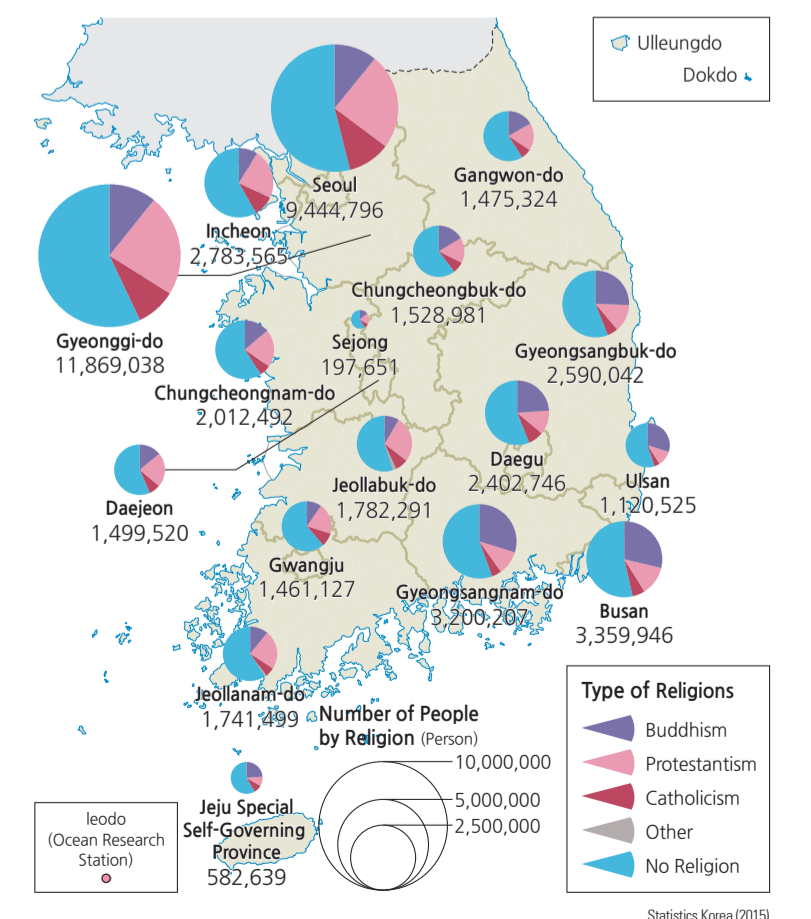 Ulleungdo
Dokdo
Seoul
9,444,796
Gangwon-do
1,475,324
Incheon
2,783,565
Chungcheongbuk-do
1,528,981
Gyeonggi-do
11,869,038
Sejong
197,651
Gyeongsangbuk-do
2,590,042
Chungcheongnam-do
2,012,492
Daegu
2,402,746
Ulsan
1,120,525
Jeollabuk-do
1,782,291
Daejeon
1,499,520
Gwangju
1,461,127
Gyeongsangnam-do
3,200,207
Busan
3,359,946
Jeollanam-do
1,741,499
Number of People
by Religion (Person)
10,000,000
5,000,000
2,500,000
Type of Religions
Buddhism
Protestantism
Catholicism
Other
No Religion
Jeju Special
Self-Governing
Province
582,639
Ieodo
(Ocean Research
Station)
Statistics Korea (2015)